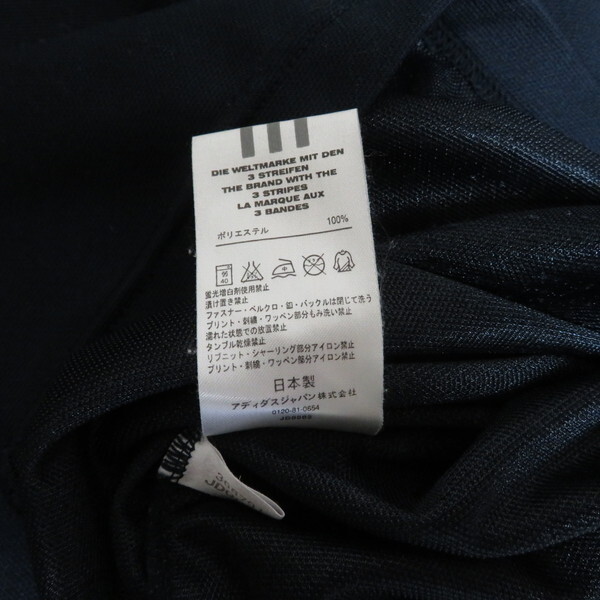 DIE WELTMARKE MIT DEN
3 STREIFEN
THE BRAND WITH THE
3 STRIPES
LA MARQUE AUX
3 BANDES
ポリエステル 100%
弱
40
中
蛍光増白剤使用禁止
漬け置き禁止
ファスナー・ベルクロ・釦・バックルは閉じて洗う
プリント・刺繍・ワッペン部分もみ洗い禁止
濡れた状態での放置禁止
タンブル乾燥禁止
リブニット・シャーリング部分アイロン禁止
プリント・刺繍・ワッペン部分アイロン禁止
日本製
アディダスジャパン株式会社
0120-81-0654